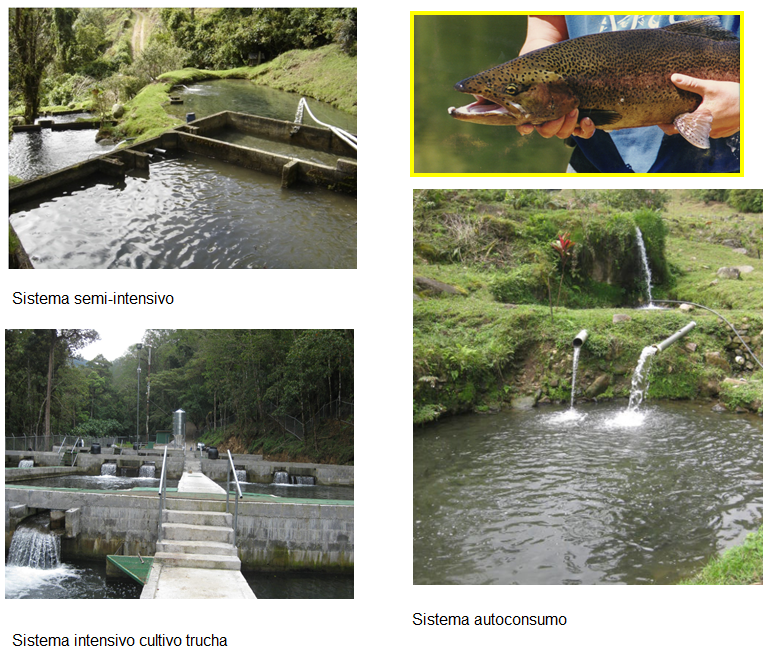 Sistema semi-intensivo
Sistema intensivo cultivo trucha
Sistema autoconsumo